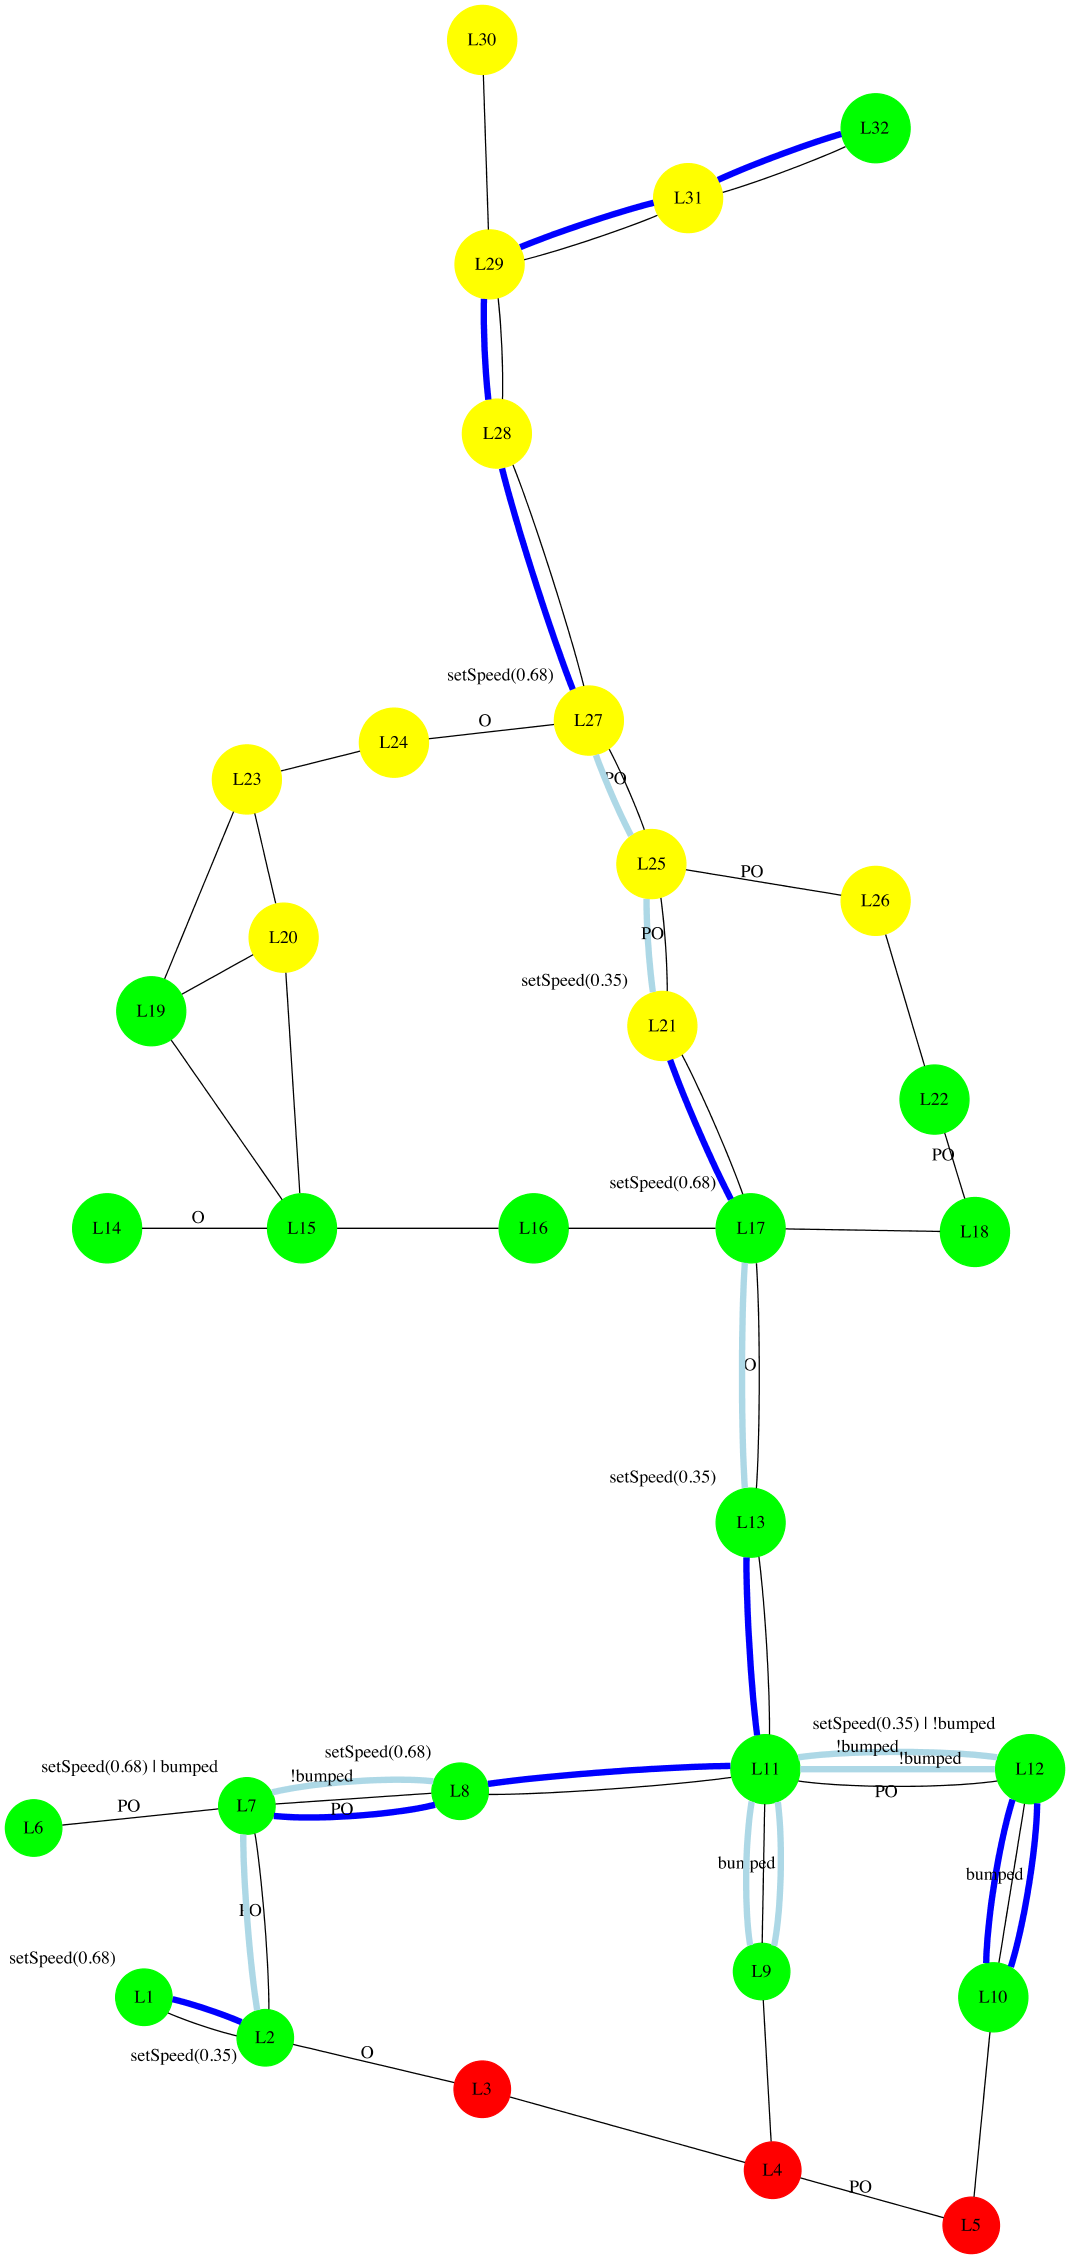 L30
L32
L31
L29
L28
setSpeed(0.68)
L27
O
L24
L23
PO
L25
PO
L26
L20
PO
setSpeed(0.35)
L19
L21
L22
PO
setSpeed(0.68)
L14
O
L15
L16
L17
L18
O
setSpeed(0.35)
L13
setSpeed(0.35) | !bumped
!bumped
!bumped
setSpeed(0.68)
setSpeed(0.68) | bumped
!bumped
L11
L12
PO
L8
L7
PO
PO
L6
bumped
bumped
O
setSpeed(0.68)
L9
L1
L10
L2
setSpeed(0.35)
O
L3
L4
PO
L5